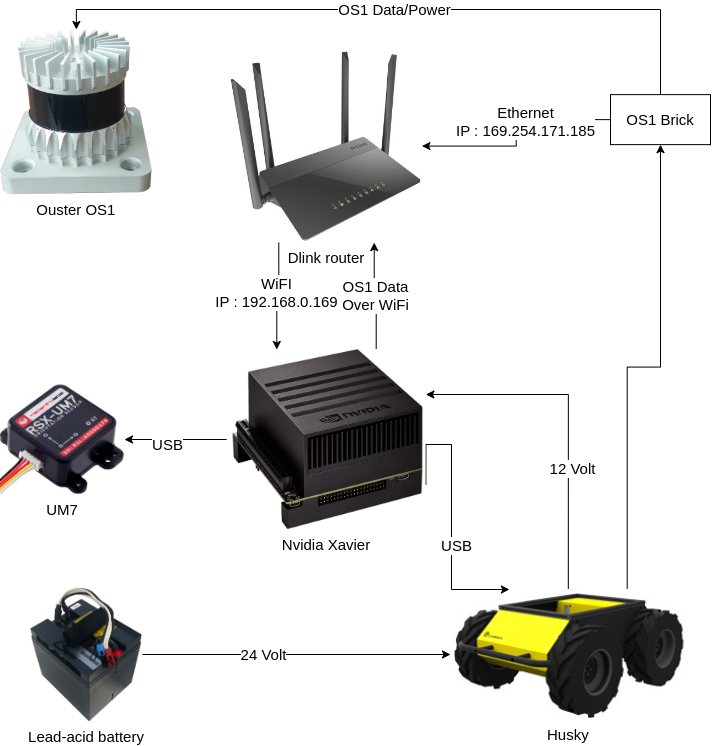 OS1 Data/Power
OS1 Brick
Ethernet
IP : 169.254.171.185
Ouster OS1
Dlink router
WiFI
IP : 192.168.0.169
OS1 Data
Over WiFi
NVIDIA
RSX-UM7
USB
12 Volt
UM7
Nvidia Xavier
USB
24 Volt
Lead-acid battery
Husky